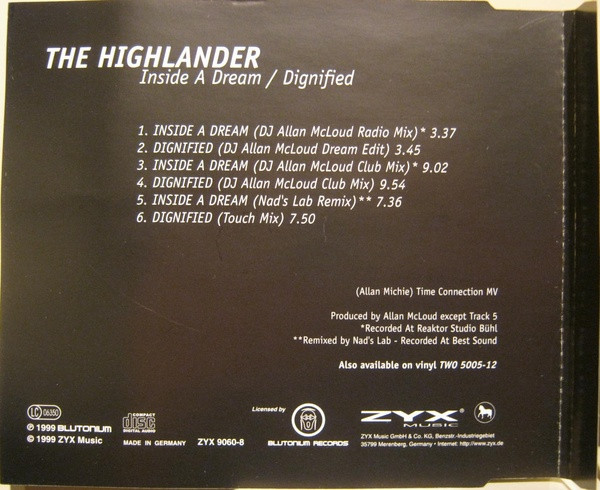 THE HIGHLANDER
Inside A Dream / Dignified
1. INSIDE A DREAM (DJ Allan McLoud Radio Mix)* 3.37
2. DIGNIFIED (DJ Allan McLoud Dream Edit) 3.45
3. INSIDE A DREAM (DJ Allan McLoud Club Mix)* 9.02
4. DIGNIFIED (DJ Allan McLoud Club Mix) 9.54
5. INSIDE A DREAM (Nad's Lab Remix)** 7.36
6. DIGNIFIED (Touch Mix) 7.50
(Allan Michie) Time Connection MV
Produced by Allan McLoud except Track 5
*Recorded At Reaktor Studio Bühl
**Remixed by Nad's Lab - Recorded At Best Sound
Also available on vinyl TWO 5005-12
LC 06350
℗ 1999 BLUTONIUM
© 1999 ZYX Music
COMPACT
disc
DIGITAL AUDIO
MADE IN GERMANY
ZYX 9060-8
Licensed by
BLUTONIUM RECORDS
ZYX®
MUSIC
ZYX Music GmbH & Co. KG, Benzstr.-Industriegebiet
35799 Merenberg, Germany • Internet: http://www.zyx.de